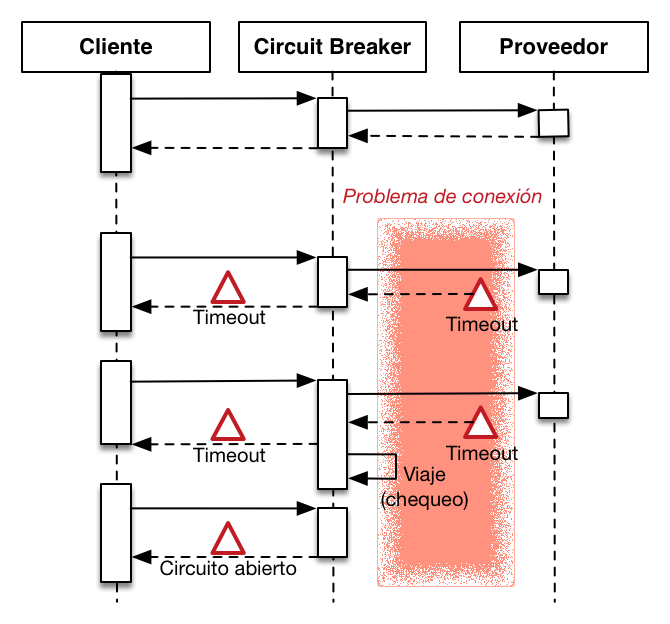 Cliente
Circuit Breaker
Proveedor
Problema de conexión
Timeout
Timeout
Timeout
Timeout
Viaje
(chequeo)
Circuito abierto